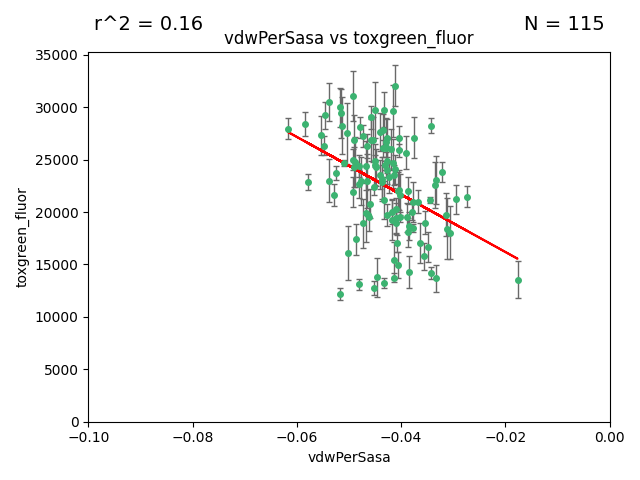 r^2 = 0.16
N = 115
vdwPerSasa vs toxgreen_fluor
35000
30000
25000
20000
15000
10000
5000
0
toxgreen_fluor
−0.10
−0.08
−0.06
−0.04
−0.02
0.00
vdwPerSasa